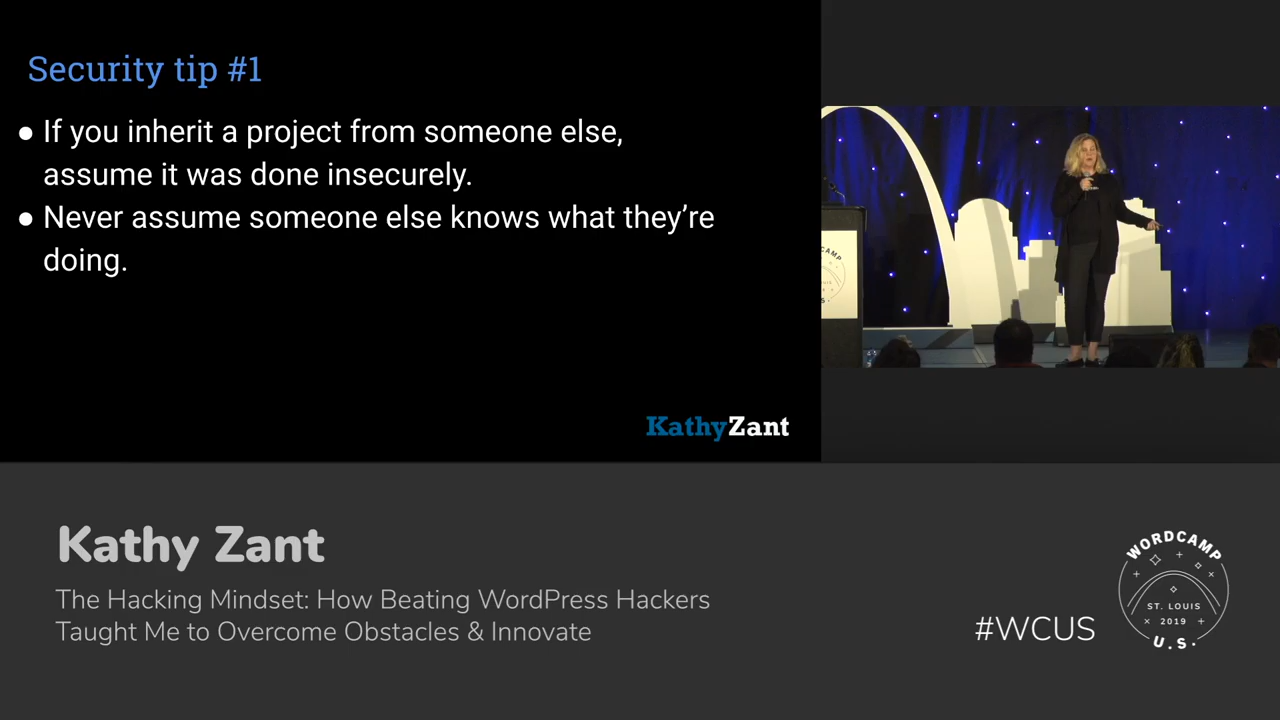 Security tip #1
● If you inherit a project from someone else,
assume it was done insecurely.
● Never assume someone else knows what they’re
doing.
KathyZant
Kathy Zant
The Hacking Mindset: How Beating WordPress Hackers
Taught Me to Overcome Obstacles & Innovate
#WCUS
WORDCAMP
ST. LOUIS
2019
U.S.